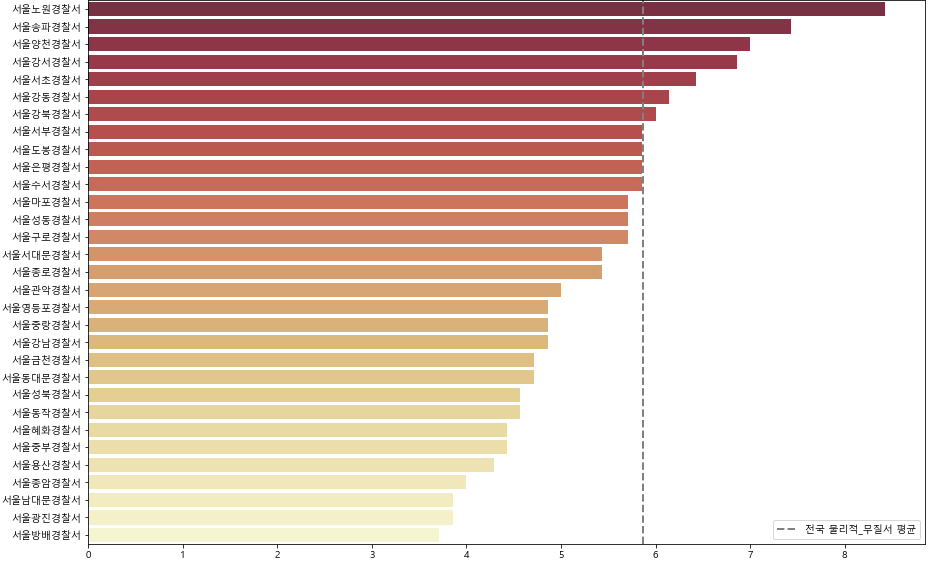 서울노원경찰서
서울송파경찰서
서울양천경찰서
서울강서경찰서
서울서초경찰서
서울강동경찰서
서울강북경찰서
서울서부경찰서
서울도봉경찰서
서울은평경찰서
서울수서경찰서
서울마포경찰서
서울성동경찰서
서울구로경찰서
서울서대문경찰서
서울종로경찰서
서울관악경찰서
서울영등포경찰서
서울중랑경찰서
서울강남경찰서
서울금천경찰서
서울동대문경찰서
서울성북경찰서
서울동작경찰서
서울혜화경찰서
서울중부경찰서
서울용산경찰서
서울종암경찰서
서울남대문경찰서
서울광진경찰서
서울방배경찰서
전국 물리적_무질서 평균
0 1 2 3 4 5 6 7 8